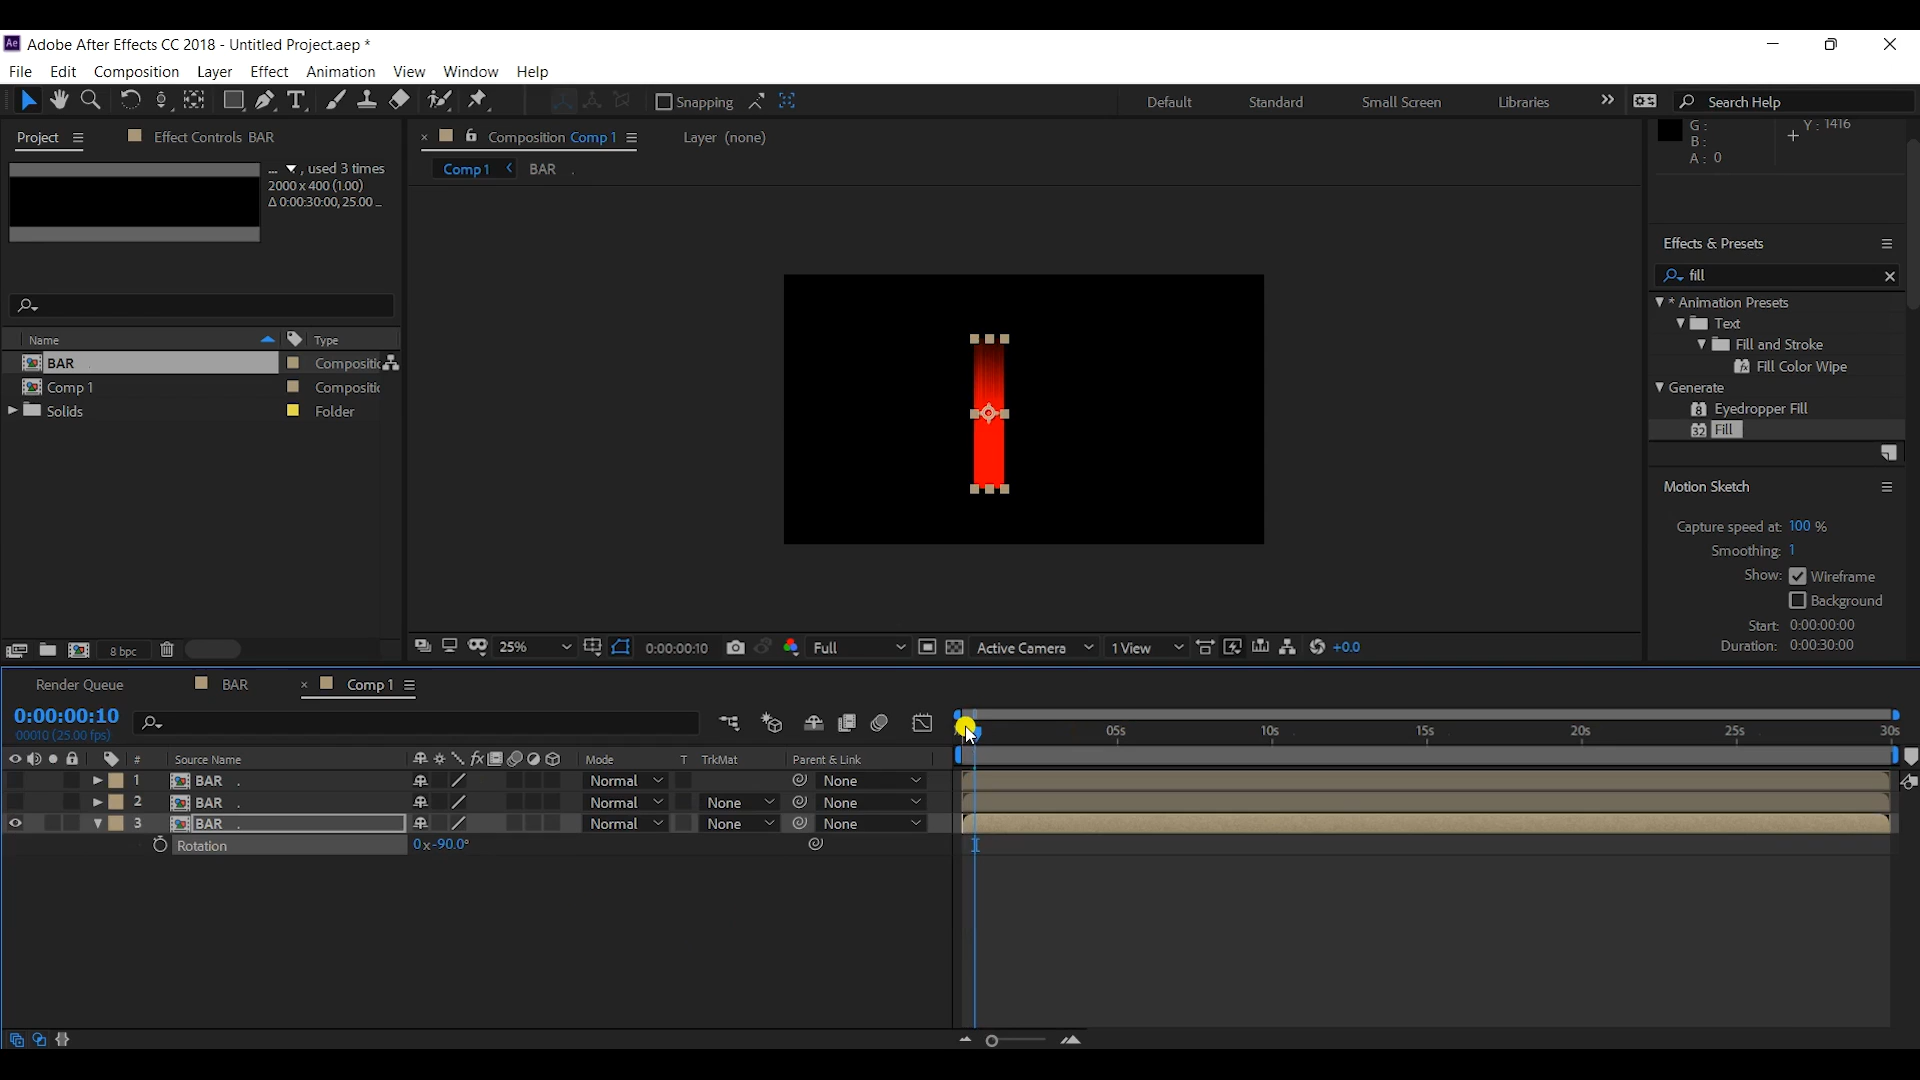 Ae Adobe After Effects CC 2018 - Untitled Project.aep *
File Edit Composition Layer Effect Animation View Window Help
Snapping Default Standard Small Screen Libraries Search Help
Project Effect Controls BAR Composition Comp 1 Layer (none)
... , used 3 times
2000 x 400 (1.00)
Δ 0:00:30:00, 25.00 ...
Comp 1 BAR .
G :
B :
A : 0
Y : 1416
Effects & Presets
fill
* Animation Presets
Text
Fill and Stroke
Fill Color Wipe
Generate
Eyedropper Fill
Fill
Name Type
BAR Compositic
Comp 1 Compositic
Solids Folder
Motion Sketch
Capture speed at: 100 %
Smoothing: 1
Show: Wireframe
Background
Start: 0:00:00:00
Duration: 0:00:30:00
8 bpc
25% 0:00:00:10 Full Active Camera 1 View +0.0
Render Queue BAR Comp 1
0:00:00:10
00010 (25.00 fps)
05s 10s 15s 20s 25s 30s
# Source Name Mode T TrkMat Parent & Link
1 BAR . Normal None
2 BAR . Normal None None
3 BAR . Normal None None
Rotation 0x-90.0°